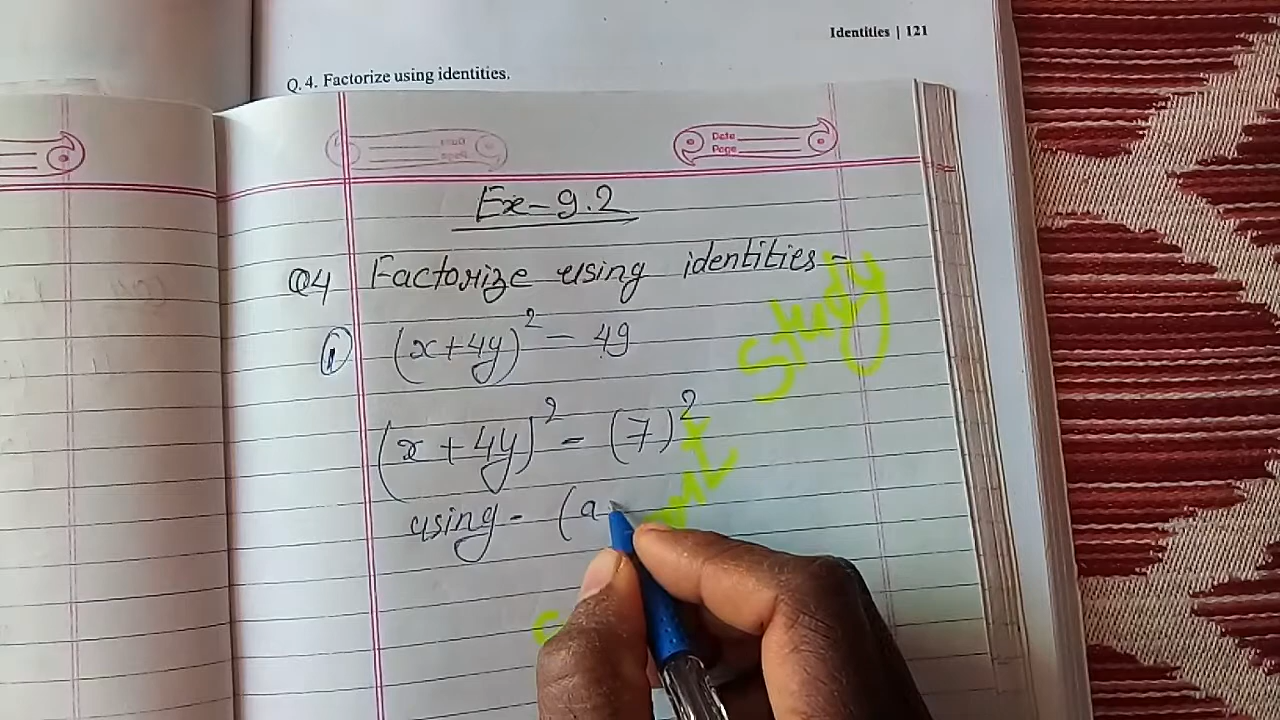 Identities | 121
Q. 4. Factorize using identities.
Date
Page
Ex-9.2
Q4 Factorize using identities-
(x+4y)² - 49
(x+4y)² - (7)²
using - (a
Study